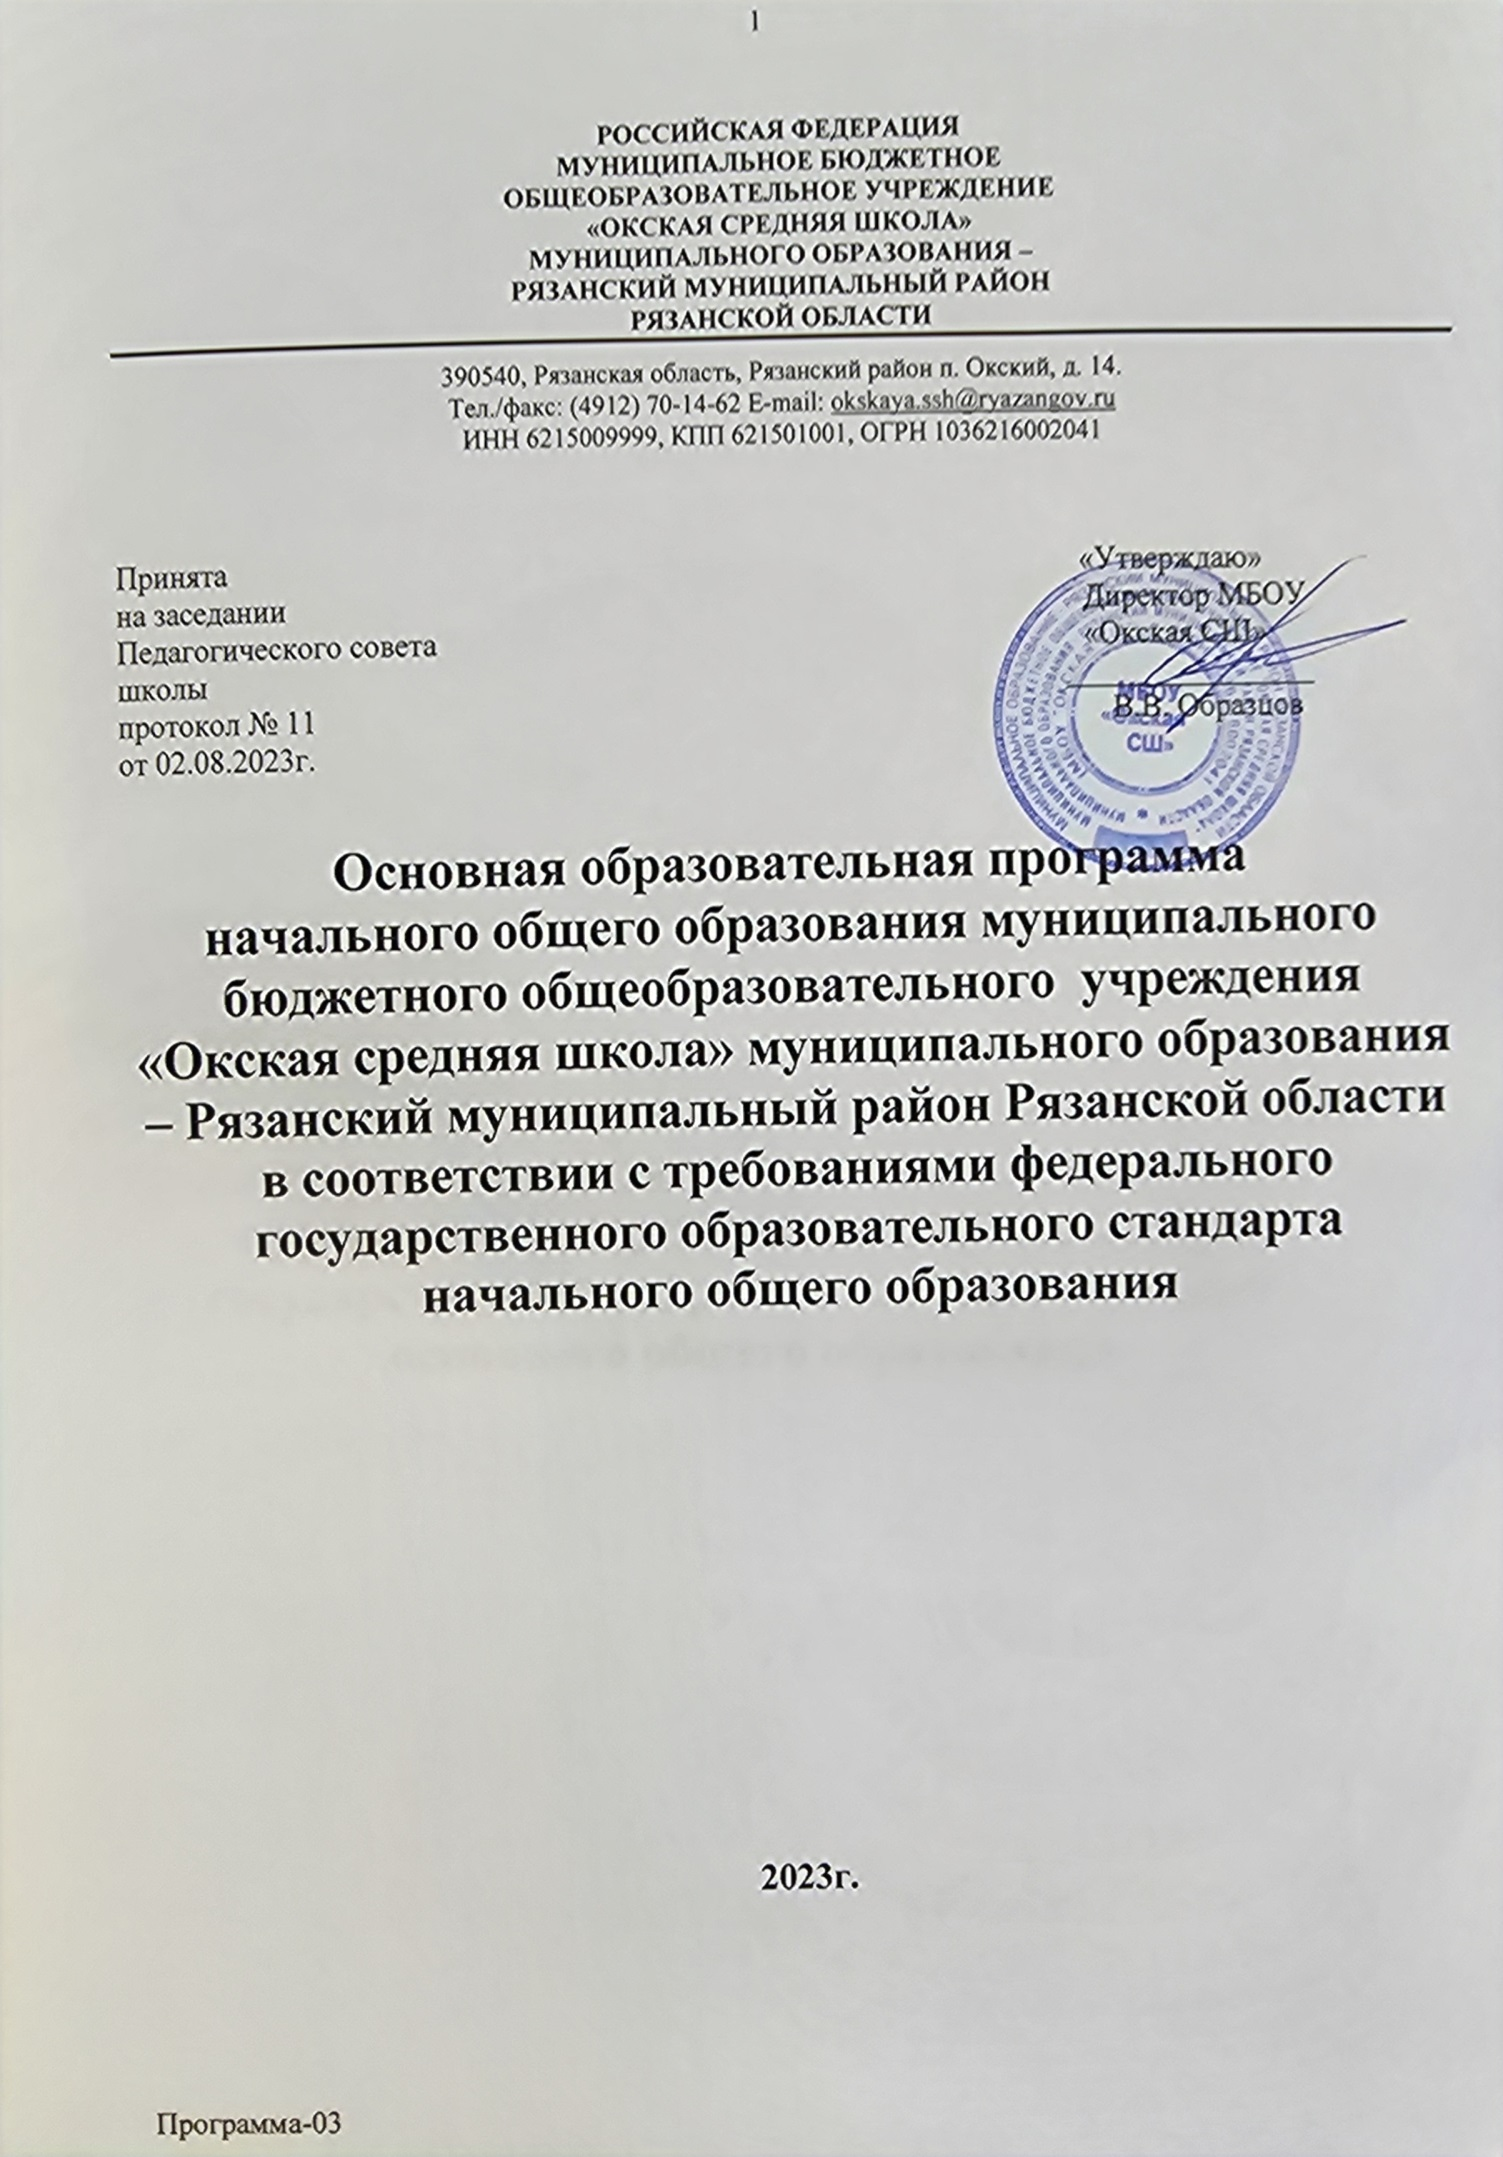 1
РОССИЙСКАЯ ФЕДЕРАЦИЯ
МУНИЦИПАЛЬНОЕ БЮДЖЕТНОЕ
ОБЩЕОБРАЗОВАТЕЛЬНОЕ УЧРЕЖДЕНИЕ
«ОКСКАЯ СРЕДНЯЯ ШКОЛА»
МУНИЦИПАЛЬНОГО ОБРАЗОВАНИЯ –
РЯЗАНСКИЙ МУНИЦИПАЛЬНЫЙ РАЙОН
РЯЗАНСКОЙ ОБЛАСТИ
390540, Рязанская область, Рязанский район п. Окский, д. 14.
Тел./факс: (4912) 70-14-62 E-mail: okskaya.ssh@ryazangov.ru
ИНН 6215009999, КПП 621501001, ОГРН 1036216002041
Принята
на заседании
Педагогического совета
школы
протокол № 11
от 02.08.2023г.
«Утверждаю»
Директор МБОУ
«Окская СШ»
В.В. Образцов
МБОУ
«Окская
СШ»
Основная образовательная программа
начального общего образования муниципального
бюджетного общеобразовательного учреждения
«Окская средняя школа» муниципального образования
– Рязанский муниципальный район Рязанской области
в соответствии с требованиями федерального
государственного образовательного стандарта
начального общего образования
2023г.
Программа-03